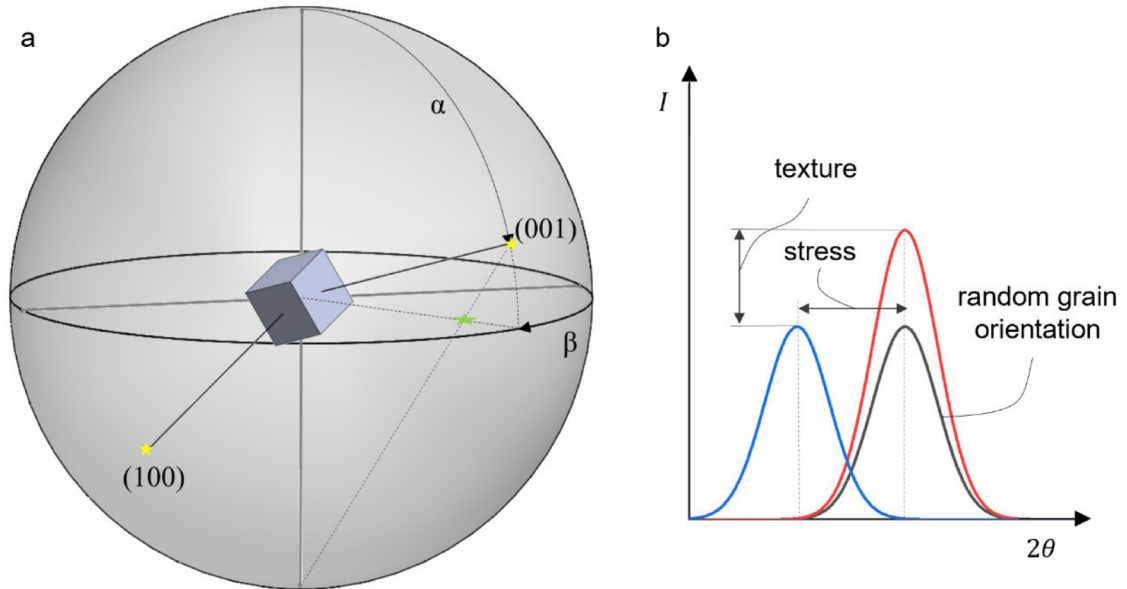 a
α
(001)
β
(100)
b
I
texture
stress
random grain
orientation
2θ